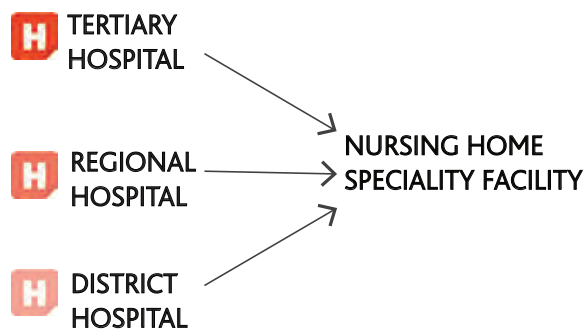 H TERTIARY
HOSPITAL
H REGIONAL
HOSPITAL
NURSING HOME
SPECIALITY FACILITY
H DISTRICT
HOSPITAL